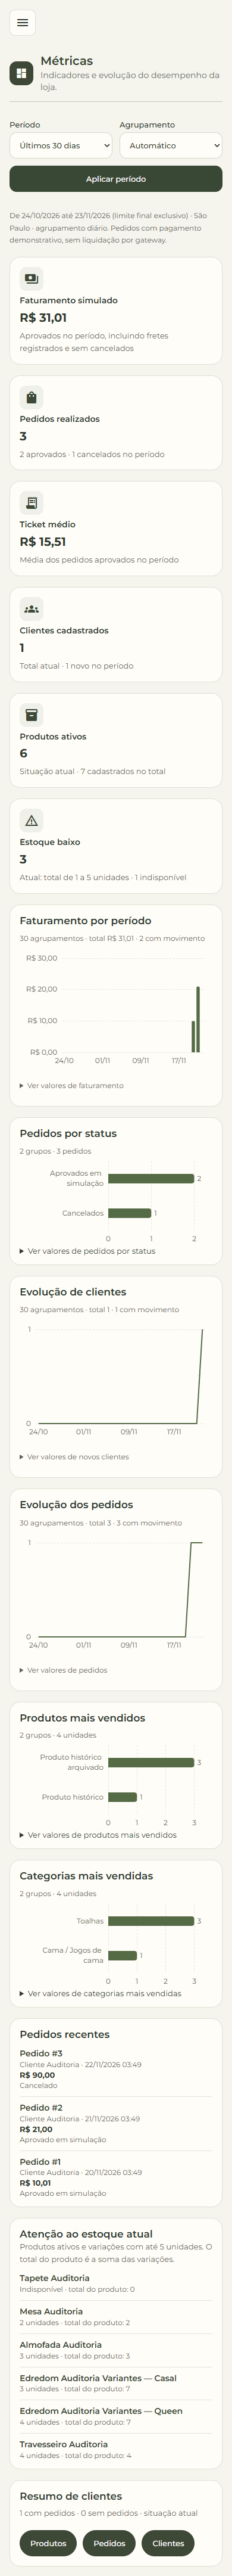 Métricas
Indicadores e evolução do desempenho da
loja.
Período
Agrupamento
Últimos 30 dias
Automático
Aplicar período
De 24/10/2026 até 23/11/2026 (limite final exclusivo) · São
Paulo · agrupamento diário. Pedidos com pagamento
demonstrativo, sem liquidação por gateway.
Faturamento simulado
R$ 31,01
Aprovados no período, incluindo fretes
registrados e sem cancelados
Pedidos realizados
3
2 aprovados · 1 cancelados no período
Ticket médio
R$ 15,51
Média dos pedidos aprovados no período
Clientes cadastrados
1
Total atual · 1 novo no período
Produtos ativos
6
Situação atual · 7 cadastrados no total
Estoque baixo
3
Atual: total de 1 a 5 unidades · 1 indisponível
Faturamento por período
30 agrupamentos · total R$ 31,01 · 2 com movimento
R$ 30,00
R$ 20,00
R$ 10,00
R$ 0,00
24/10 01/11 09/11 17/11
Ver valores de faturamento
Pedidos por status
2 grupos · 3 pedidos
Aprovados em
simulação
2
Cancelados
1
0 1 2
Ver valores de pedidos por status
Evolução de clientes
30 agrupamentos · total 1 · 1 com movimento
1
0
24/10 01/11 09/11 17/11
Ver valores de novos clientes
Evolução dos pedidos
30 agrupamentos · total 3 · 3 com movimento
1
0
24/10 01/11 09/11 17/11
Ver valores de pedidos
Produtos mais vendidos
2 grupos · 4 unidades
Produto histórico
arquivado
3
Produto histórico
1
0 1 2 3
Ver valores de produtos mais vendidos
Categorias mais vendidas
2 grupos · 4 unidades
Toalhas
3
Cama / Jogos de
cama
1
0 1 2 3
Ver valores de categorias mais vendidas
Pedidos recentes
Pedido #3
Cliente Auditoria · 22/11/2026 03:49
R$ 90,00
Cancelado
Pedido #2
Cliente Auditoria · 21/11/2026 03:49
R$ 21,00
Aprovado em simulação
Pedido #1
Cliente Auditoria · 20/11/2026 03:49
R$ 10,01
Aprovado em simulação
Atenção ao estoque atual
Produtos ativos e variações com até 5 unidades. O
total do produto é a soma das variações.
Tapete Auditoria
Indisponível · total do produto: 0
Mesa Auditoria
2 unidades · total do produto: 2
Almofada Auditoria
3 unidades · total do produto: 3
Edredom Auditoria Variantes — Casal
3 unidades · total do produto: 7
Edredom Auditoria Variantes — Queen
4 unidades · total do produto: 7
Travesseiro Auditoria
4 unidades · total do produto: 4
Resumo de clientes
1 com pedidos · 0 sem pedidos · situação atual
Produtos
Pedidos
Clientes